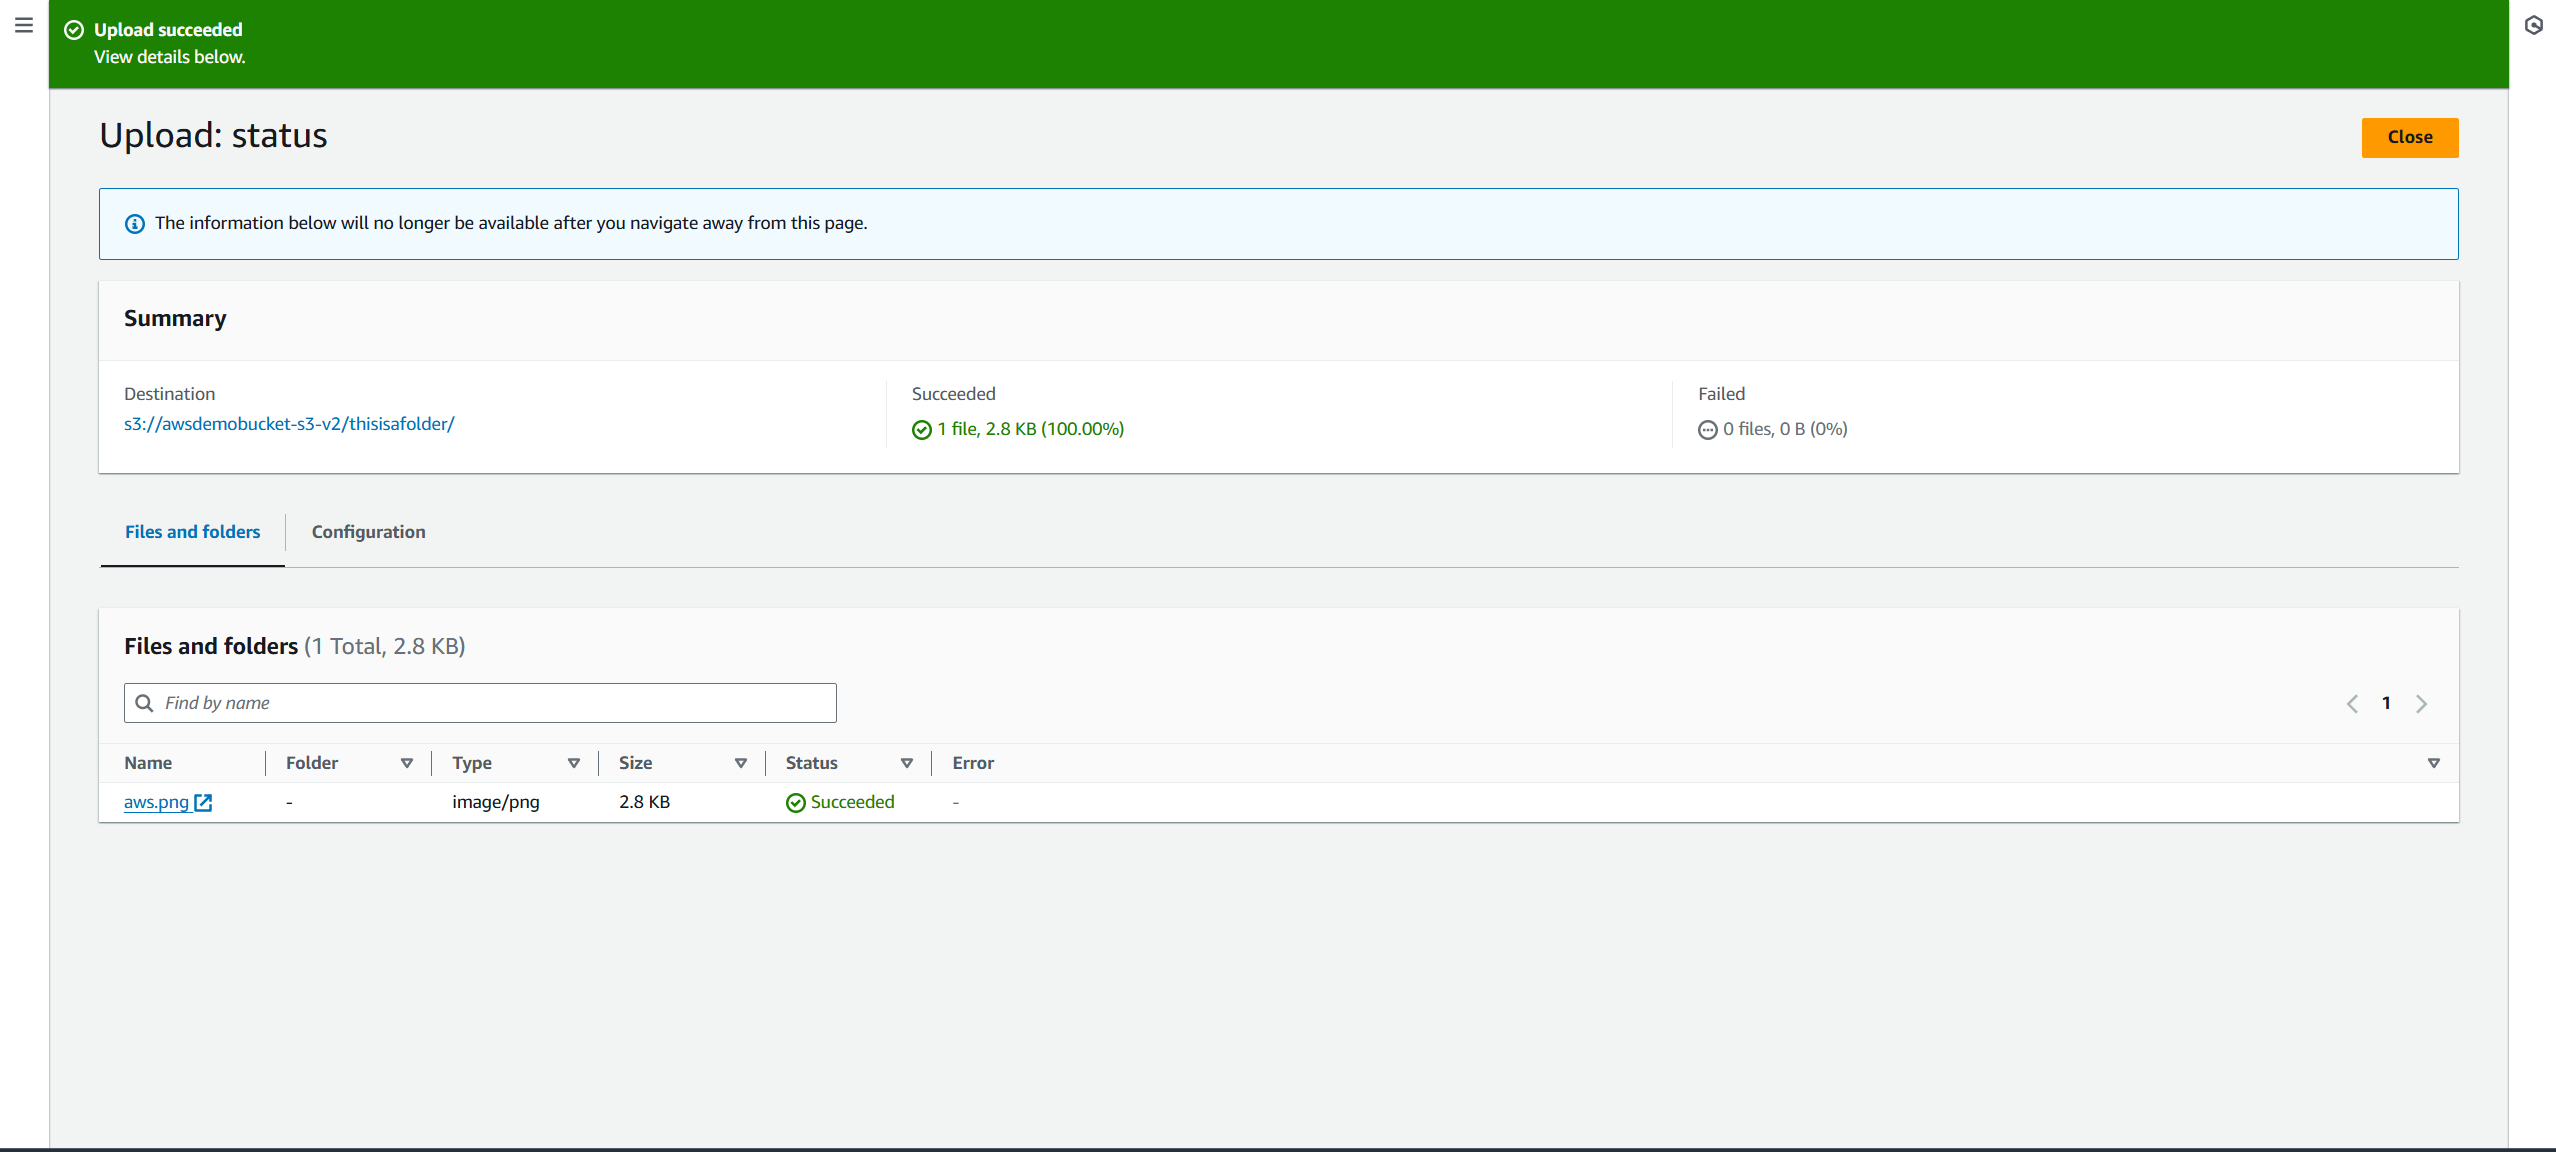 Upload succeeded
View details below.
Upload: status
Close
The information below will no longer be available after you navigate away from this page.
Summary
Destination
s3://awsdemobucket-s3-v2/thisisafolder/
Succeeded
1 file, 2.8 KB (100.00%)
Failed
0 files, 0 B (0%)
Files and folders
Configuration
Files and folders (1 Total, 2.8 KB)
Find by name
1
Name Folder Type Size Status Error
aws.png - image/png 2.8 KB Succeeded -